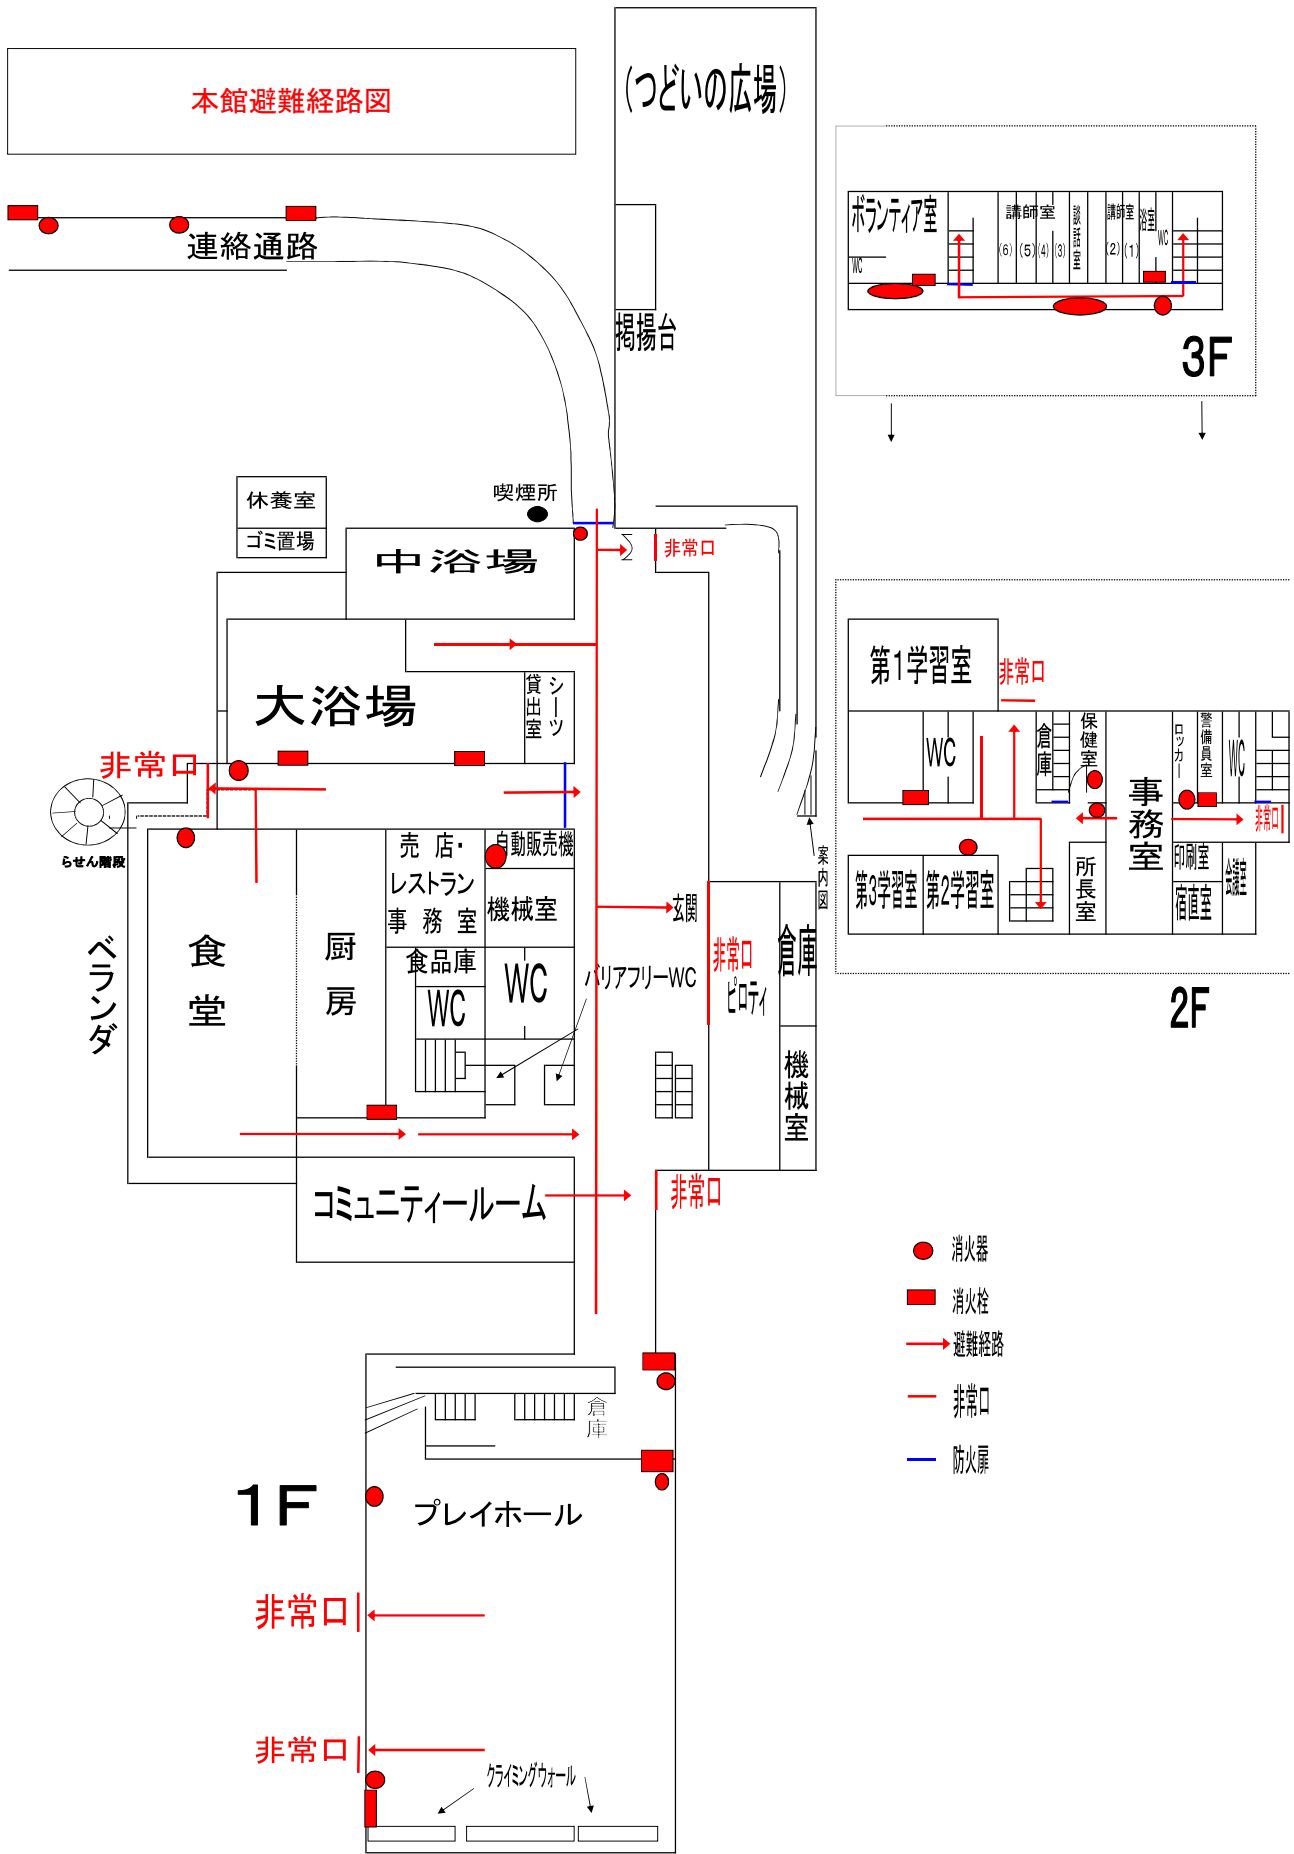 本館避難経路図
(つどいの広場)
連絡通路
掲揚台
ボランティア室
WC
講師室
(6)
(5)
(4)
(3)
談話室
講師室
(2)
(1)
浴室
WC
3F
喫煙所
休養室
ゴミ置場
中浴場
非常口
大浴場
貸出室
シーツ
非常口
らせん階段
ベランダ
食堂
厨房
売店・
レストラン
事務室
自動販売機
機械室
食品庫
WC
WC
バリアフリーWC
玄関
非常口
ピロティ
倉庫
機械室
案内図
コミュニティールーム
非常口
第1学習室
非常口
WC
倉庫
保健室
事務室
ロッカー
警備員室
WC
非常口
第3学習室
第2学習室
所長室
印刷室
宿直室
会議室
2F
消火器
消火栓
避難経路
非常口
防火扉
倉庫
1F
プレイホール
非常口
非常口
クライミングウォール